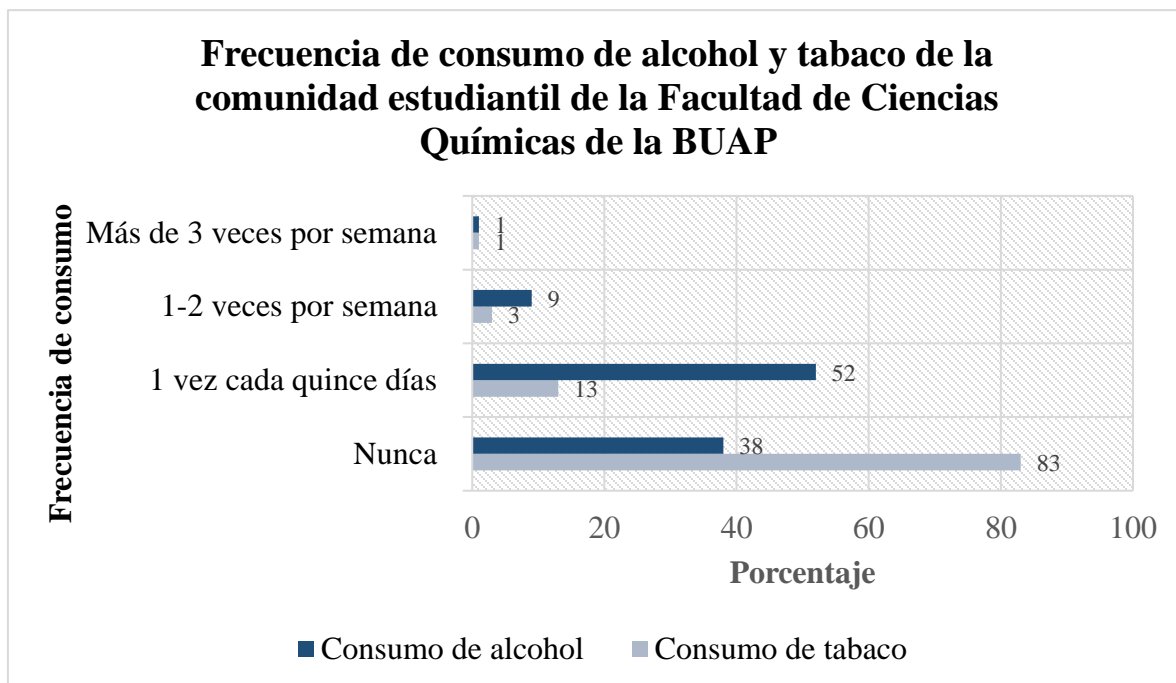 Frecuencia de consumo de alcohol y tabaco de la
comunidad estudiantil de la Facultad de Ciencias
Químicas de la BUAP
Frecuencia de consumo
Más de 3 veces por semana
1
1
1-2 veces por semana
9
3
1 vez cada quince días
52
13
Nunca
38
83
0 20 40 60 80 100
Porcentaje
Consumo de alcohol Consumo de tabaco